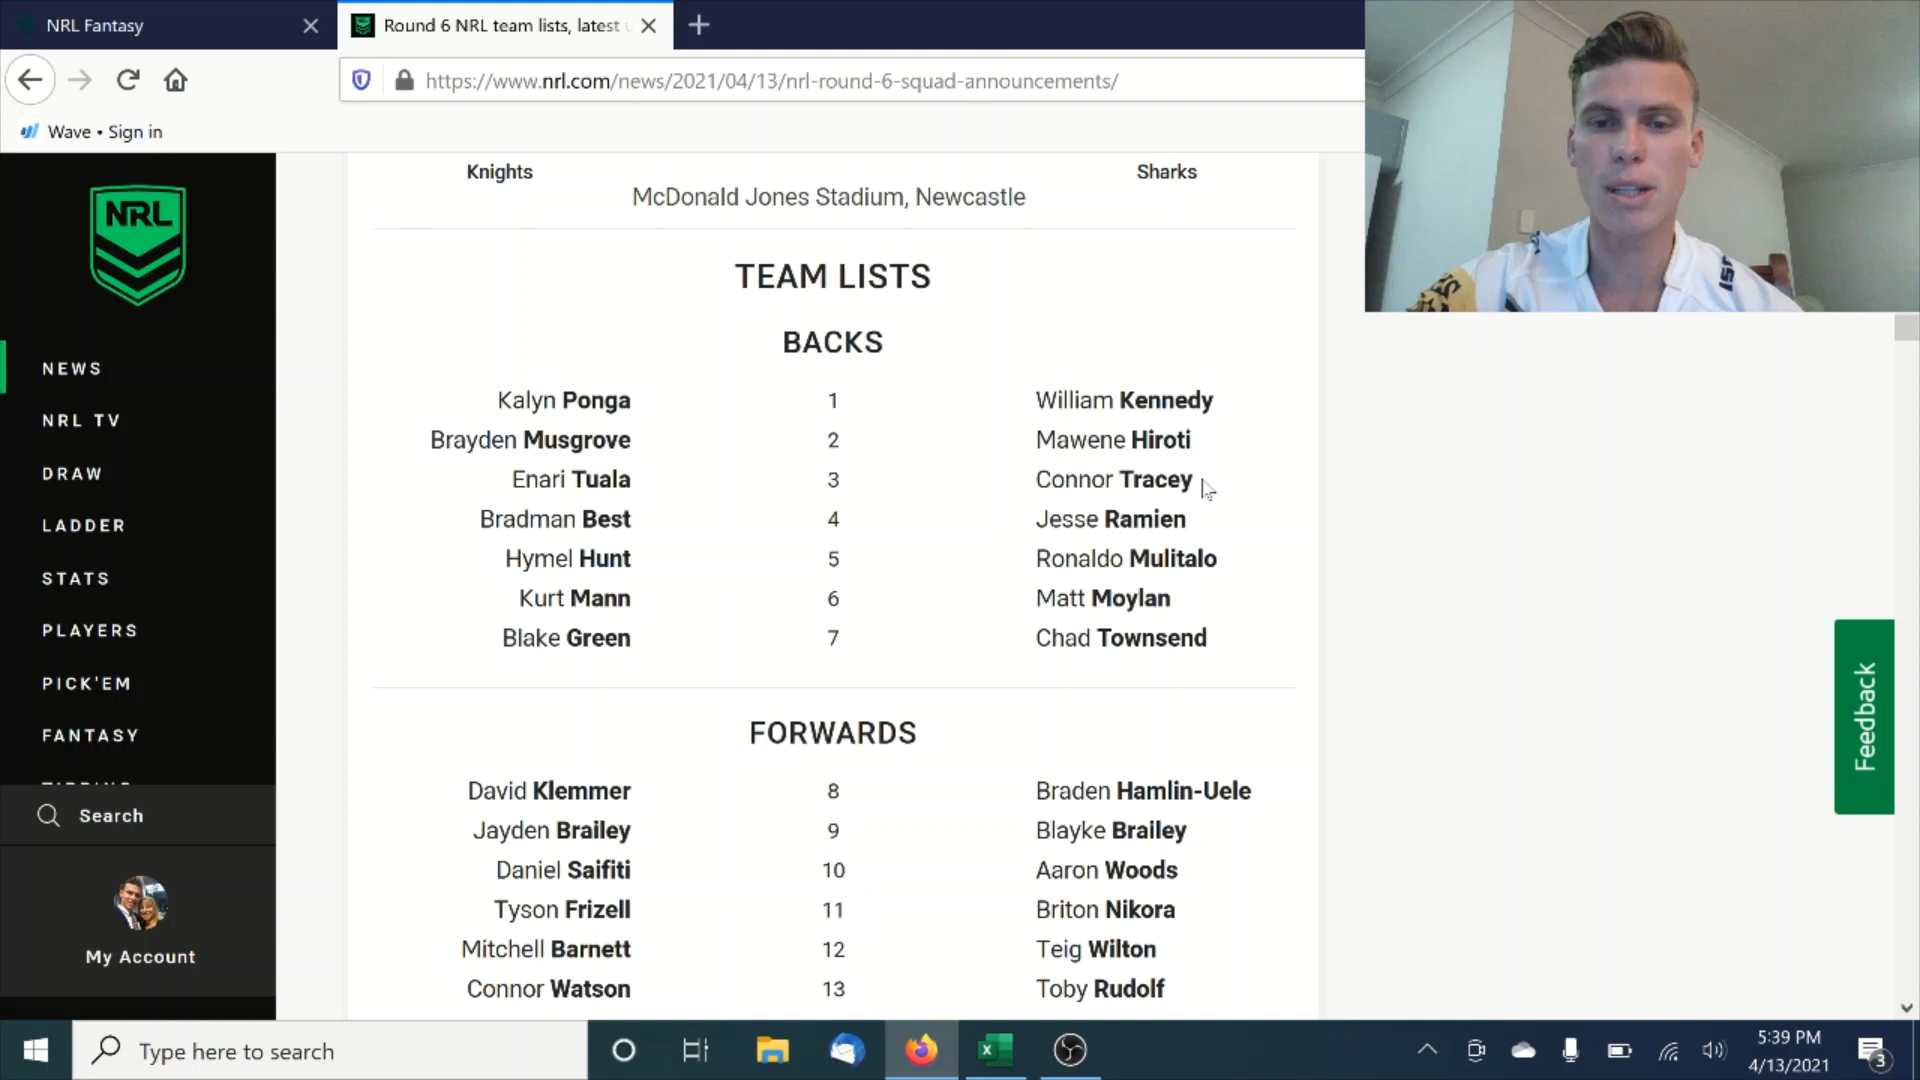 NRL Fantasy
Round 6 NRL team lists, latest
https://www.nrl.com/news/2021/04/13/nrl-round-6-squad-announcements/
Wave • Sign in
NRL
NEWS
NRL TV
DRAW
LADDER
STATS
PLAYERS
PICK'EM
FANTASY
Search
My Account
Knights
Sharks
McDonald Jones Stadium, Newcastle
TEAM LISTS
BACKS
Kalyn Ponga 1 William Kennedy
Brayden Musgrove 2 Mawene Hiroti
Enari Tuala 3 Connor Tracey
Bradman Best 4 Jesse Ramien
Hymel Hunt 5 Ronaldo Mulitalo
Kurt Mann 6 Matt Moylan
Blake Green 7 Chad Townsend
FORWARDS
David Klemmer 8 Braden Hamlin-Uele
Jayden Brailey 9 Blayke Brailey
Daniel Saifiti 10 Aaron Woods
Tyson Frizell 11 Briton Nikora
Mitchell Barnett 12 Teig Wilton
Connor Watson 13 Toby Rudolf
Feedback
ISC
Type here to search
5:39 PM
4/13/2021
3